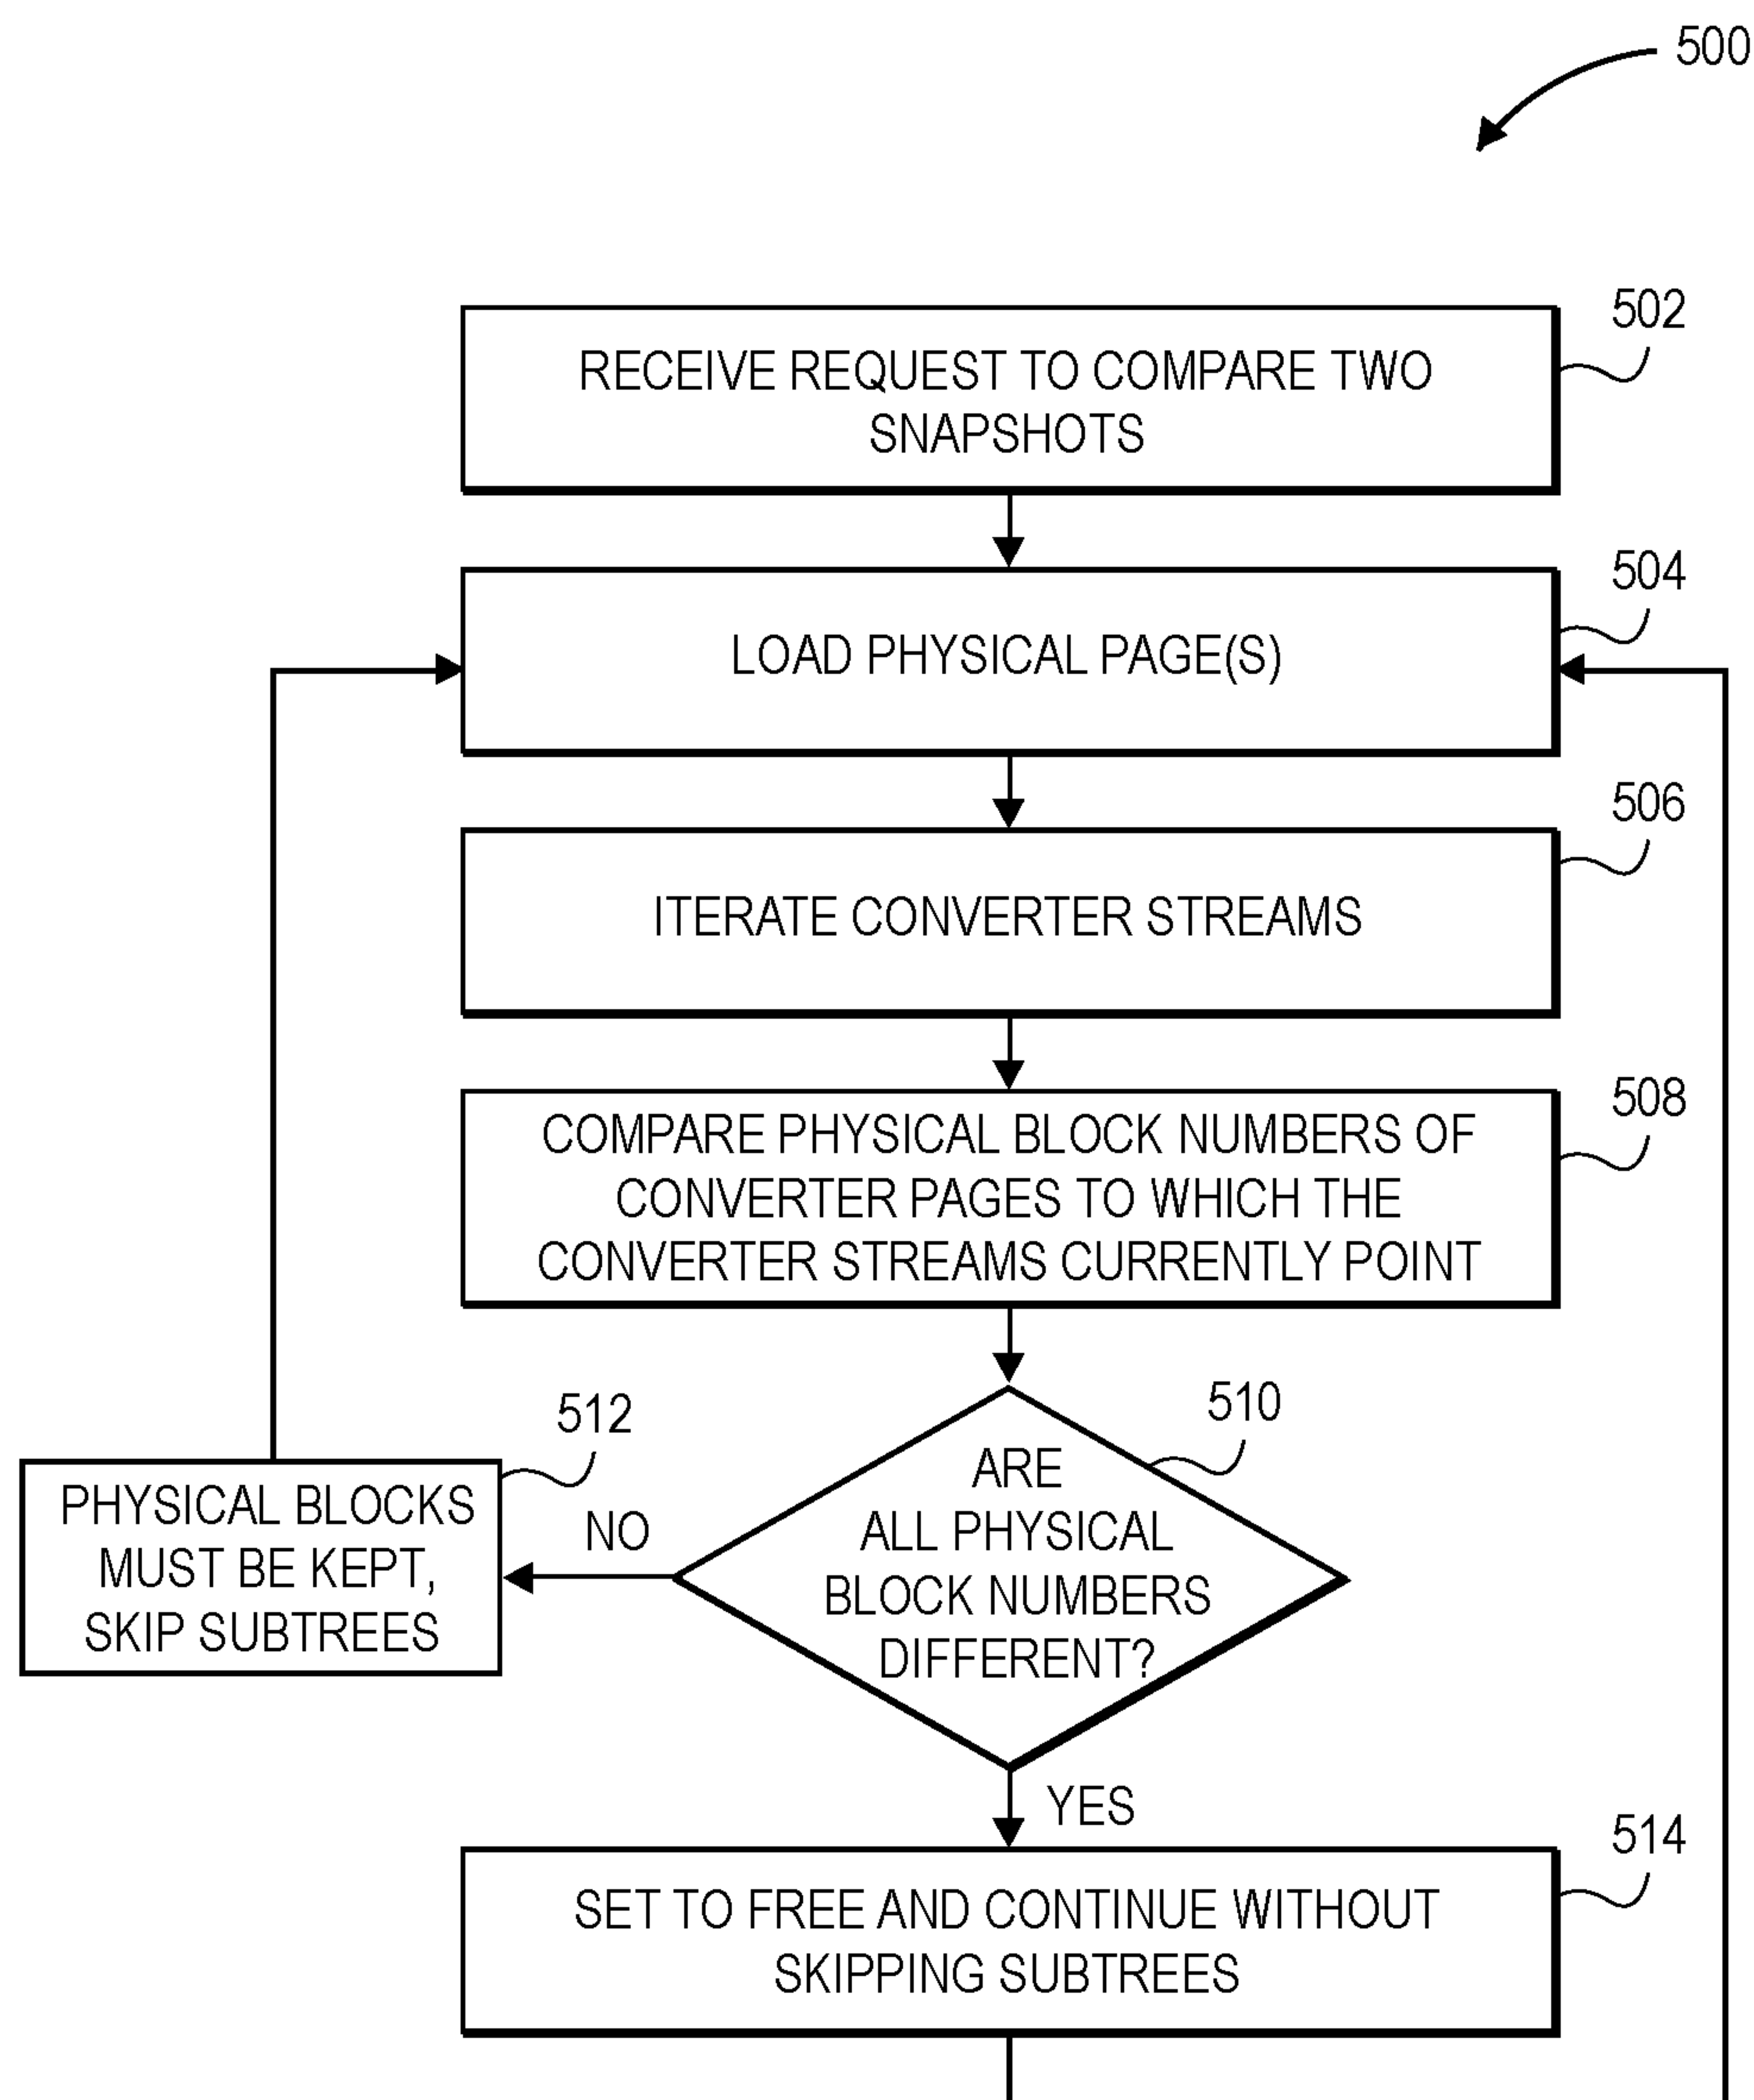 500
502
RECEIVE REQUEST TO COMPARE TWO
SNAPSHOTS
504
LOAD PHYSICAL PAGE(S)
506
ITERATE CONVERTER STREAMS
508
COMPARE PHYSICAL BLOCK NUMBERS OF
CONVERTER PAGES TO WHICH THE
CONVERTER STREAMS CURRENTLY POINT
510
ARE
ALL PHYSICAL
BLOCK NUMBERS
DIFFERENT?
512
NO
PHYSICAL BLOCKS
MUST BE KEPT,
SKIP SUBTREES
YES
514
SET TO FREE AND CONTINUE WITHOUT
SKIPPING SUBTREES